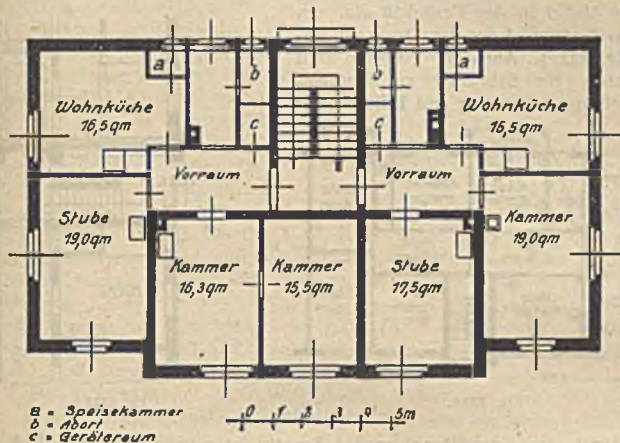 a
b
b
a
Wohnküche
16,5qm
Wohnküche
16,5qm
c
c
Vorraum
Vorraum
Stube
19,0qm
Kammer
19,0qm
Kammer
16,3qm
Kammer
15,5qm
Stube
17,5qm
a = Speisekammer
b = Abort
c = Geräteraum
0 1 2 3 4 5m